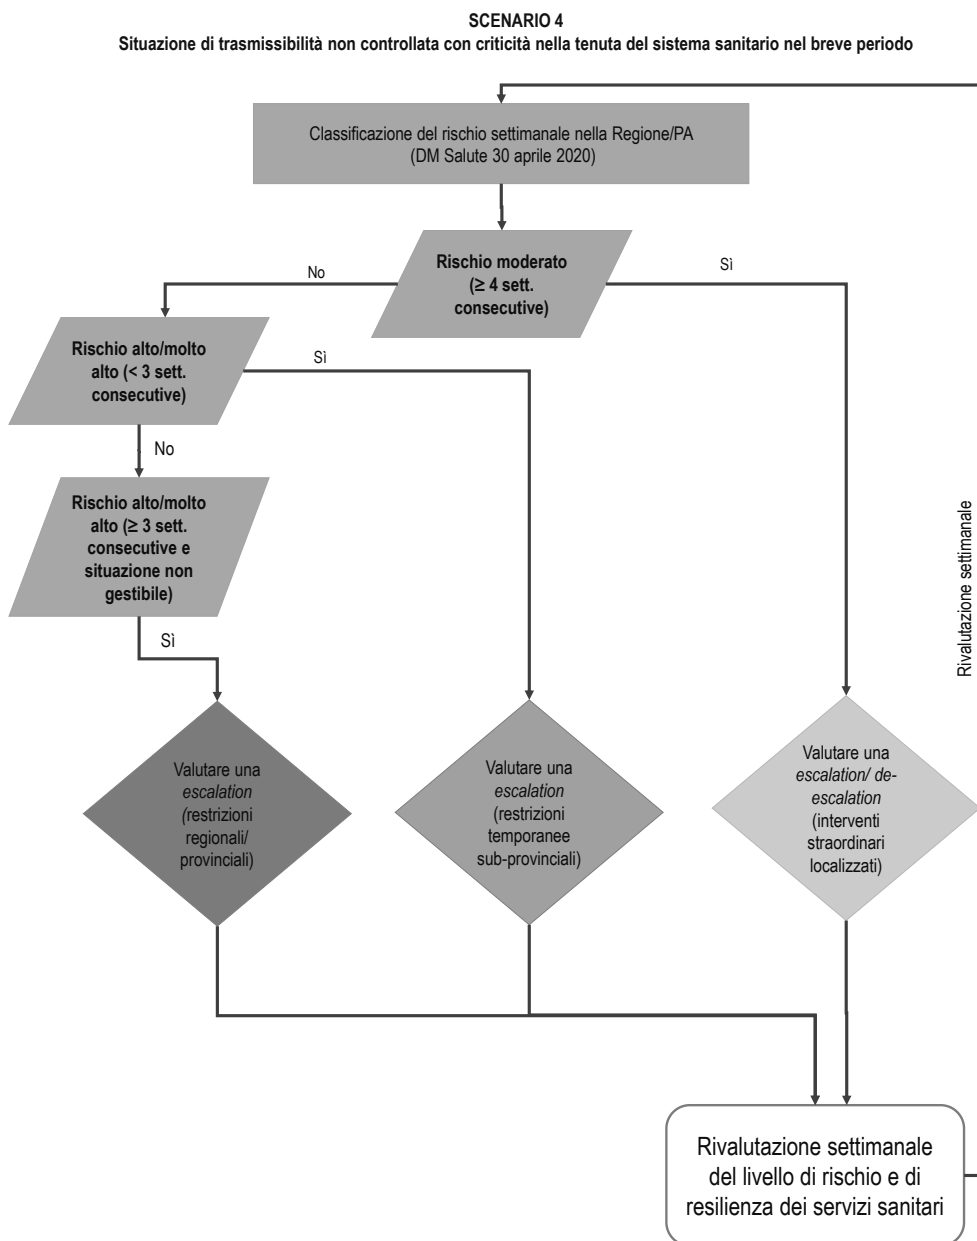 SCENARIO 4
Situazione di trasmissibilità non controllata con criticità nella tenuta del sistema sanitario nel breve periodo
Classificazione del rischio settimanale nella Regione/PA
(DM Salute 30 aprile 2020)
Rischio moderato
(≥ 4 sett.
consecutive)
No
Sì
Rischio alto/molto
alto (< 3 sett.
consecutive)
Sì
No
Rischio alto/molto
alto (≥ 3 sett.
consecutive e
situazione non
gestibile)
Sì
Rivalutazione settimanale
Valutare una
escalation
(restrizioni
regionali/
provinciali)
Valutare una
escalation
(restrizioni
temporanee
sub-provinciali)
Valutare una
escalation/ de-
escalation
(interventi
straordinari
localizzati)
Rivalutazione settimanale
del livello di rischio e di
resilienza dei servizi sanitari